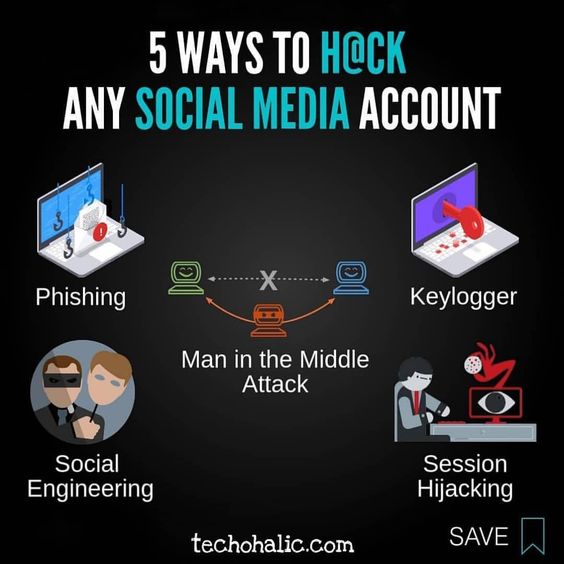 5 WAYS TO H@CK
ANY SOCIAL MEDIA ACCOUNT
Phishing
Keylogger
Man in the Middle
Attack
Social
Engineering
Session
Hijacking
techohalic.com
SAVE